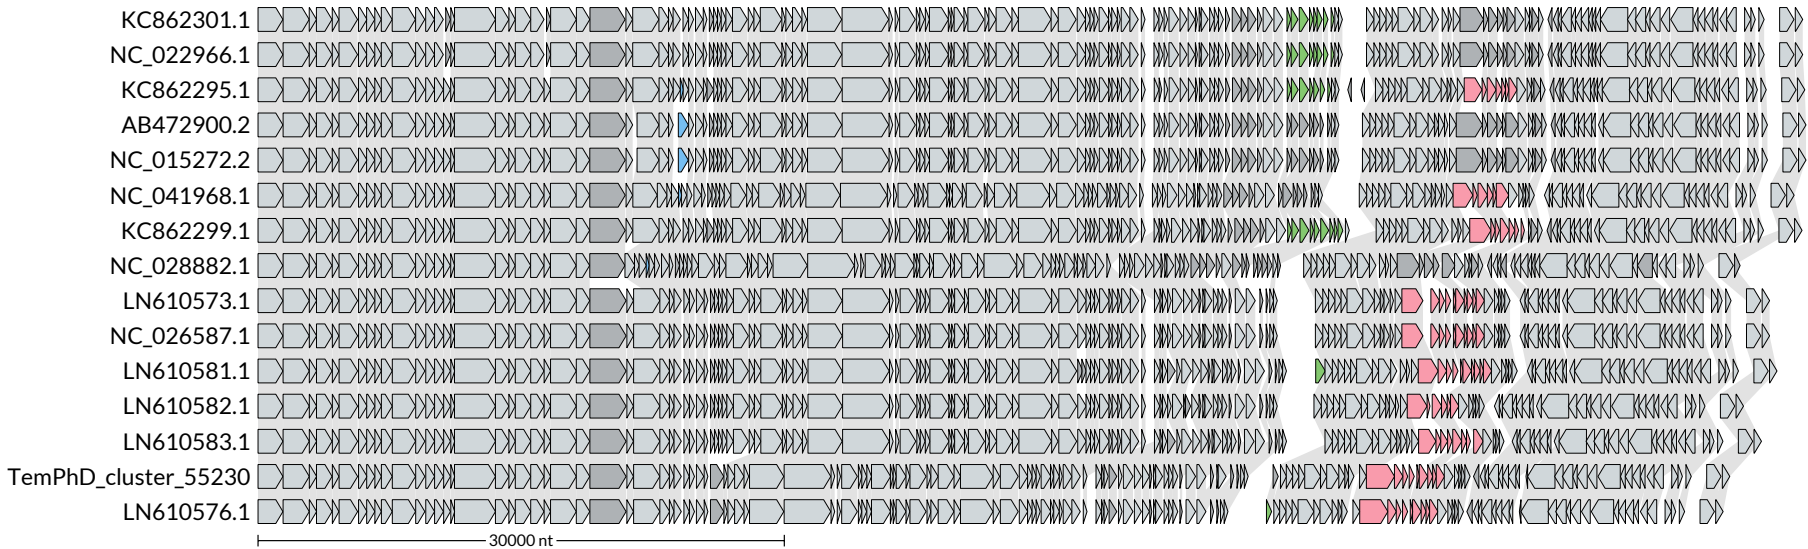 KC862301.1
NC_022966.1
KC862295.1
AB472900.2
NC_015272.2
NC_041968.1
KC862299.1
NC_028882.1
LN610573.1
NC_026587.1
LN610581.1
LN610582.1
LN610583.1
TemPhD_cluster_55230
LN610576.1
30000 nt